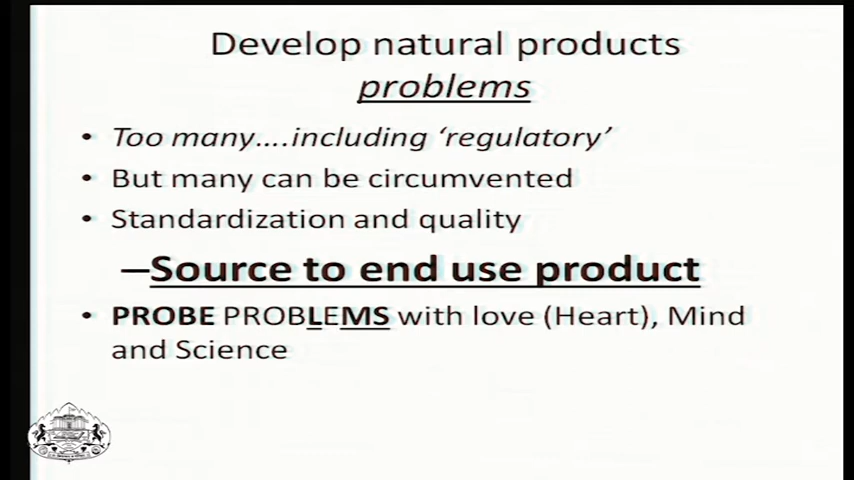 Develop natural products
problems
• Too many....including ‘regulatory’
• But many can be circumvented
• Standardization and quality
–Source to end use product
• PROBE PROBLEMS with love (Heart), Mind
and Science